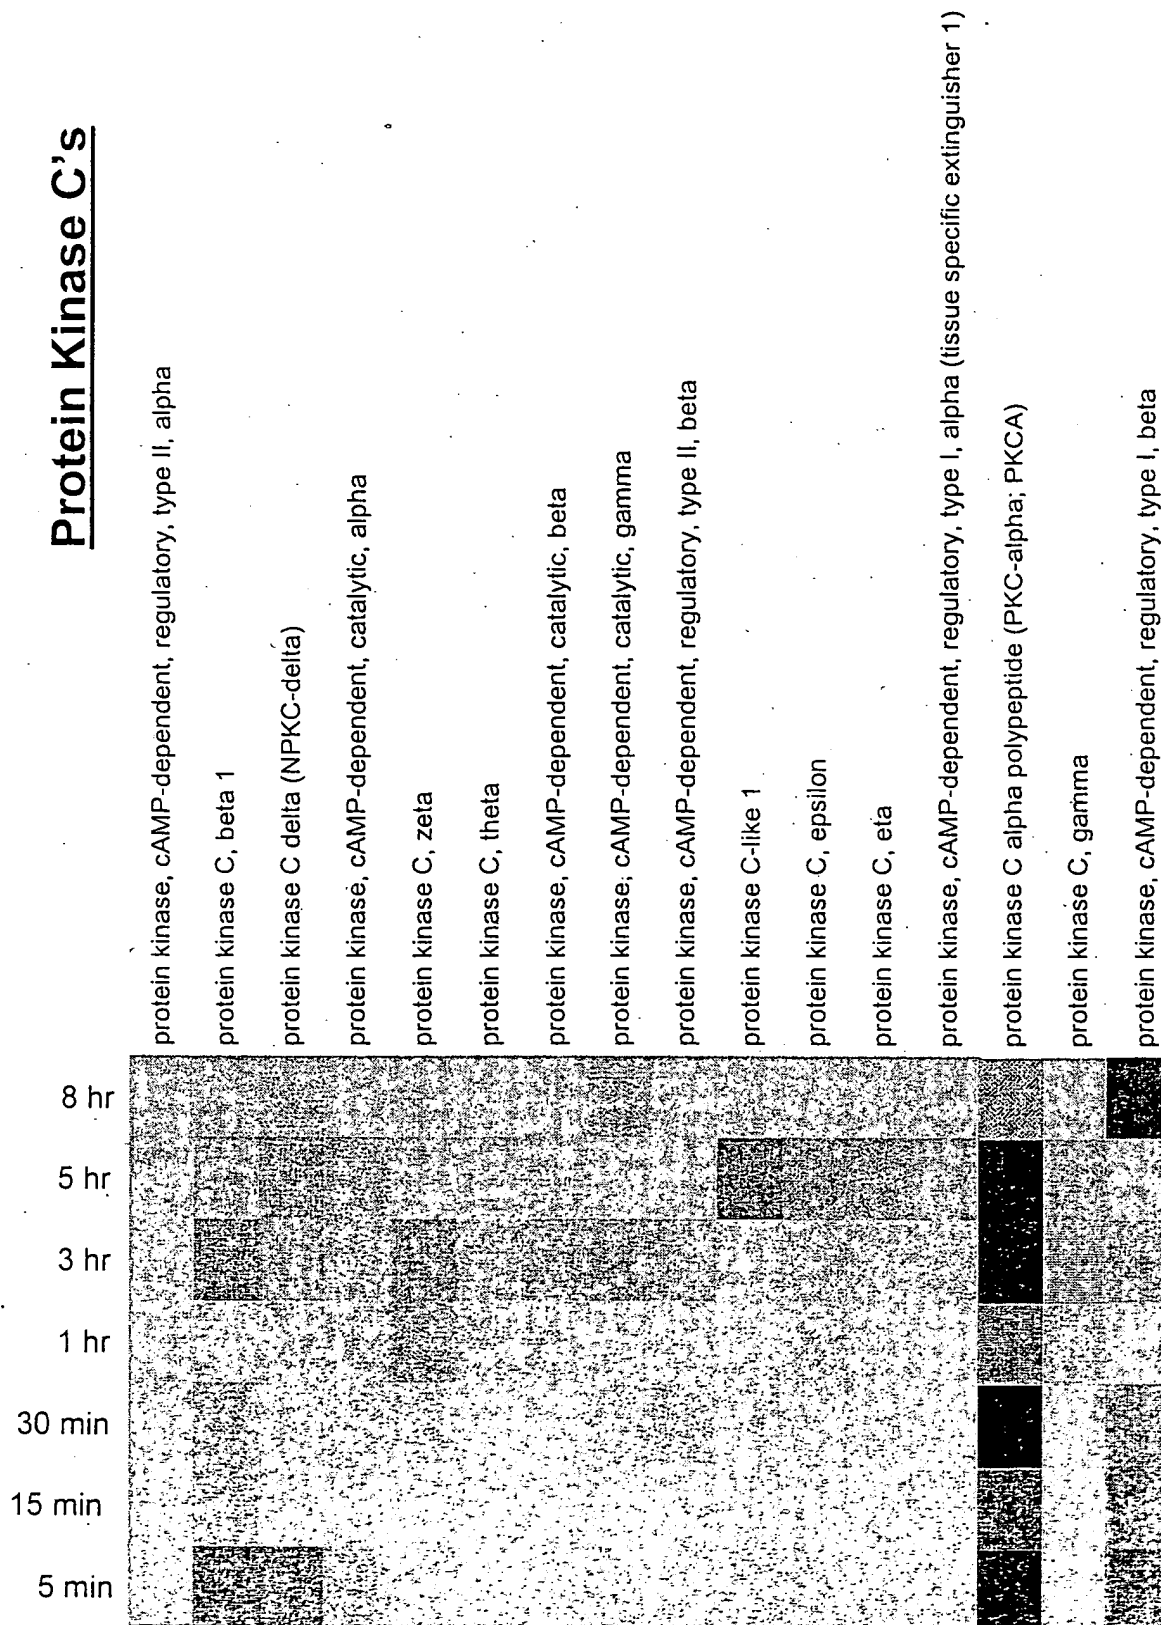 Protein Kinase C's
protein kinase, cAMP-dependent, regulatory, type II, alpha
protein kinase C, beta 1
protein kinase C delta (NPKC-delta)
protein kinase, cAMP-dependent, catalytic, alpha
protein kinase C, zeta
protein kinase C, theta
protein kinase, cAMP-dependent, catalytic, beta
protein kinase, cAMP-dependent, catalytic, gamma
protein kinase, cAMP-dependent, regulatory, type II, beta
protein kinase C-like 1
protein kinase C, epsilon
protein kinase C, eta
protein kinase, cAMP-dependent, regulatory, type I, alpha (tissue specific extinguisher 1)
protein kinase C alpha polypeptide (PKC-alpha; PKCA)
protein kinase C, gamma
protein kinase, cAMP-dependent, regulatory, type I, beta
8 hr
5 hr
3 hr
1 hr
30 min
15 min
5 min